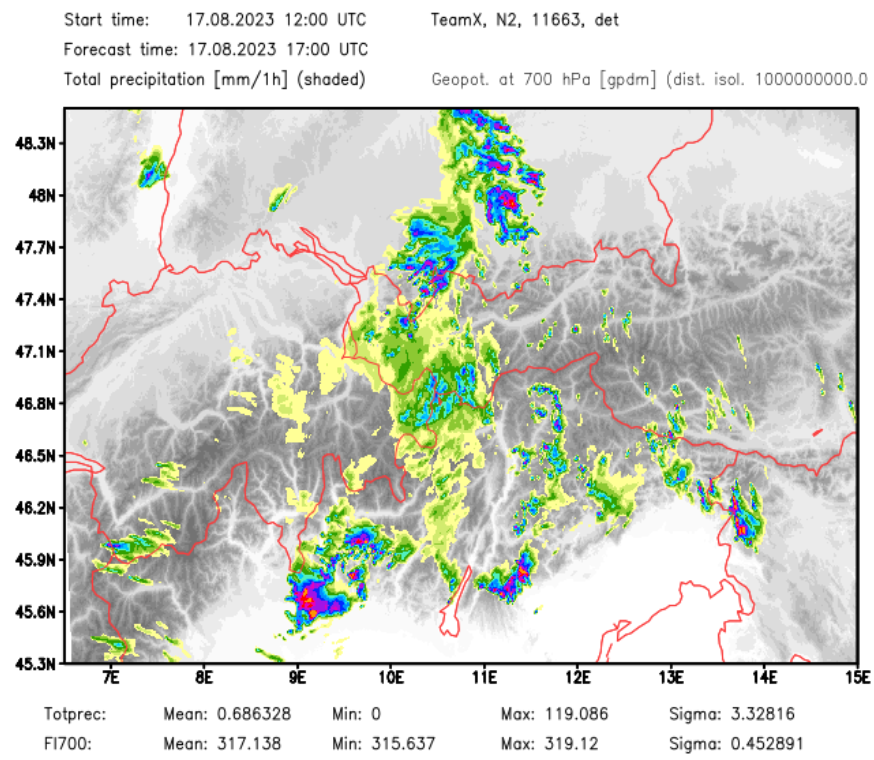 Start time: 17.08.2023 12:00 UTC TeamX, N2, 11663, det
Forecast time: 17.08.2023 17:00 UTC
Total precipitation [mm/1h] (shaded) Geopot. at 700 hPa [gpdm] (dist. isol. 1000000000.0
48.3N
48N
47.7N
47.4N
47.1N
46.8N
46.5N
46.2N
45.9N
45.6N
45.3N
7E 8E 9E 10E 11E 12E 13E 14E 15E
Totprec: Mean: 0.686328 Min: 0 Max: 119.086 Sigma: 3.32816
FI700: Mean: 317.138 Min: 315.637 Max: 319.12 Sigma: 0.452891